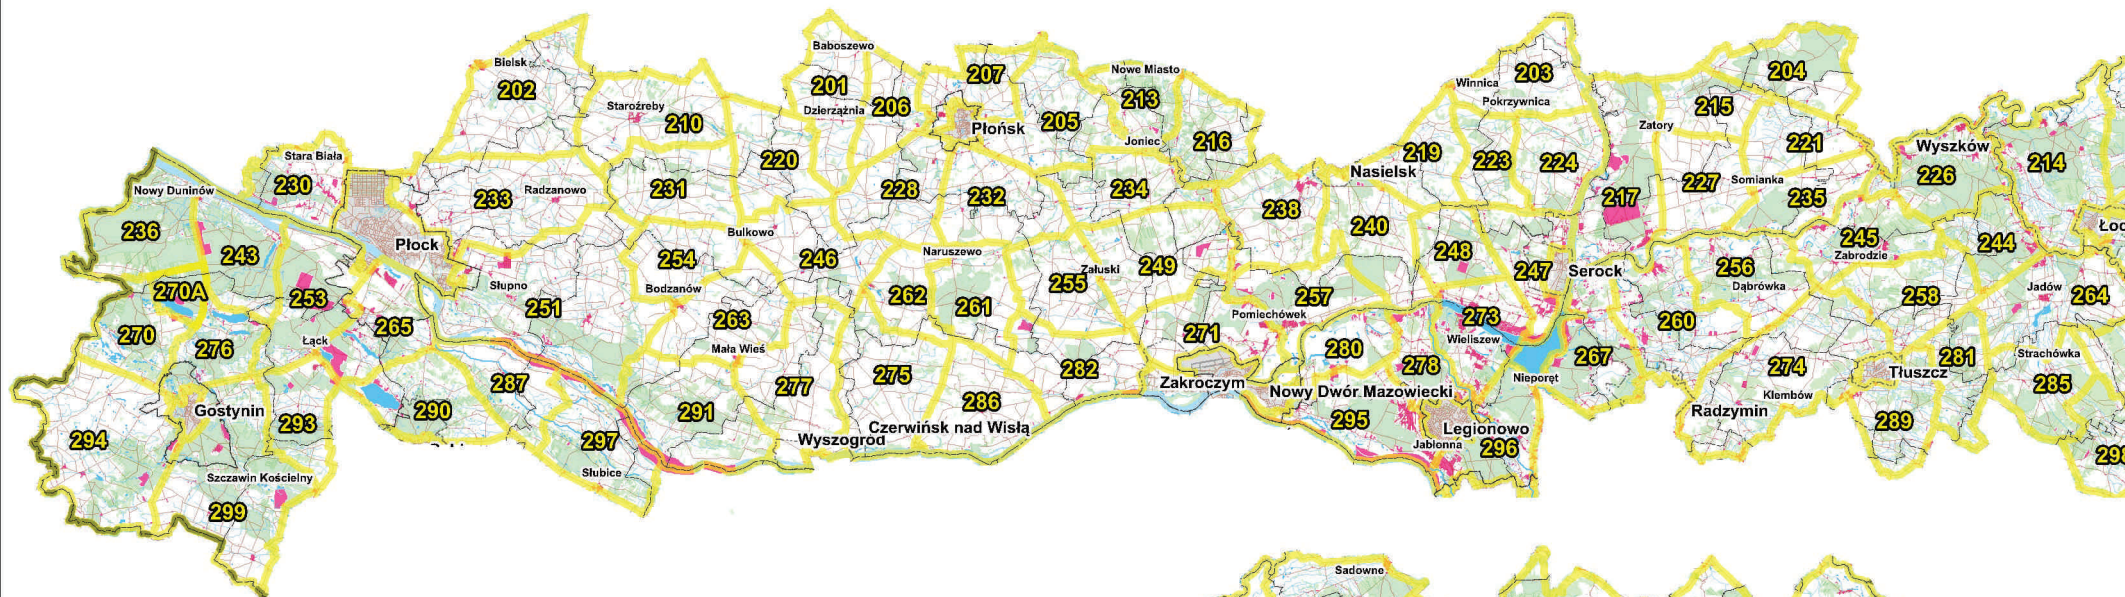 Baboszewo
Bielsk
202
201
206
207
Nowe Miasto
213
Winnica
203
Pokrzywnica
204
Staroźreby
210
Dzierzążnia
Płońsk
205
Joniec
216
Zatory
215
221
Stara Biała
230
220
219
Nasielsk
223
224
Wyszków
226
214
Nowy Duninów
233
Radzanowo
231
228
232
234
238
217
227
Somianka
235
236
243
Płock
254
Bulkowo
246
Naruszewo
249
240
248
247
Serock
245
Zabrodzie
244
270A
253
Słupno
251
Bodzanów
262
261
255
Załuski
257
Pomiechówek
256
Dąbrówka
258
Jadów
264
270
276
265
Łąck
263
Mała Wieś
271
280
273
Wieliszew
260
281
Strachówka
287
277
275
282
Zakroczym
278
Nieporęt
267
274
Klembów
Tłuszcz
285
294
Gostynin
293
290
291
286
Czerwińsk nad Wisłą
Nowy Dwór Mazowiecki
295
Legionowo
Jabłonna
296
Radzymin
289
297
Słubice
Wyszogród
Szczawin Kościelny
299
Sadowne